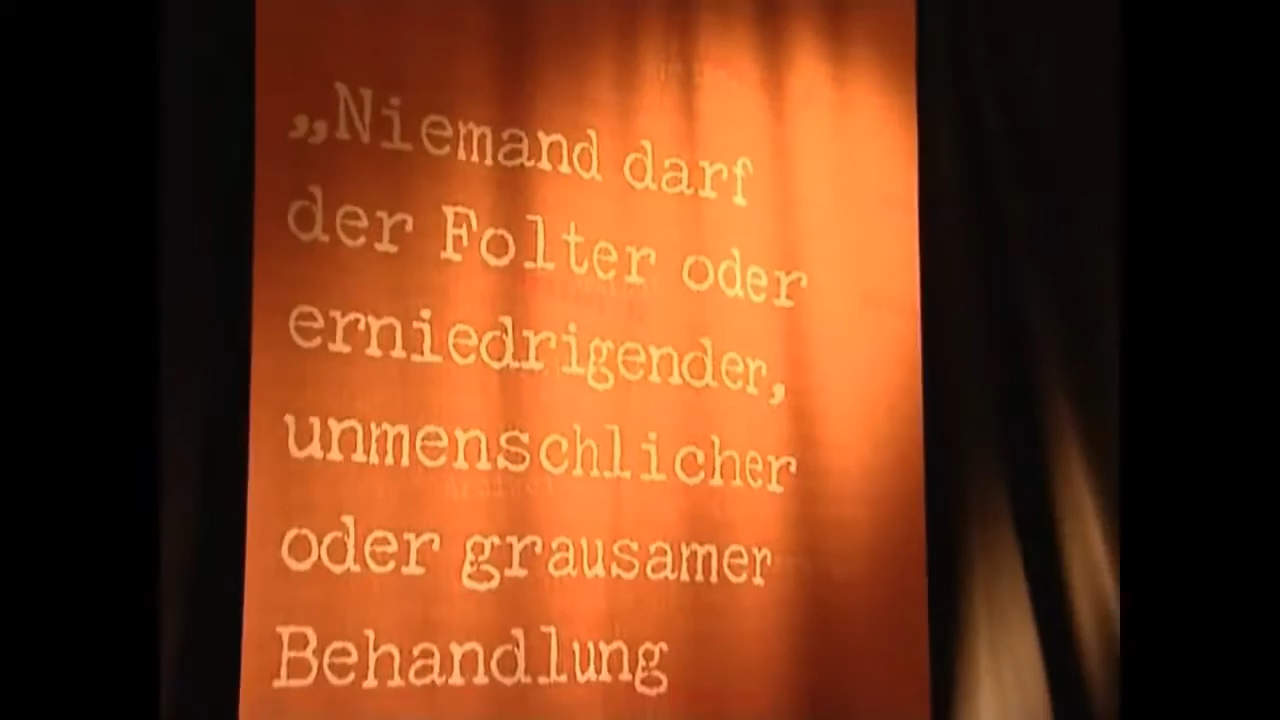 „Niemand darf
der Folter oder
erniedrigender,
unmenschlicher
oder grausamer
Behandlung